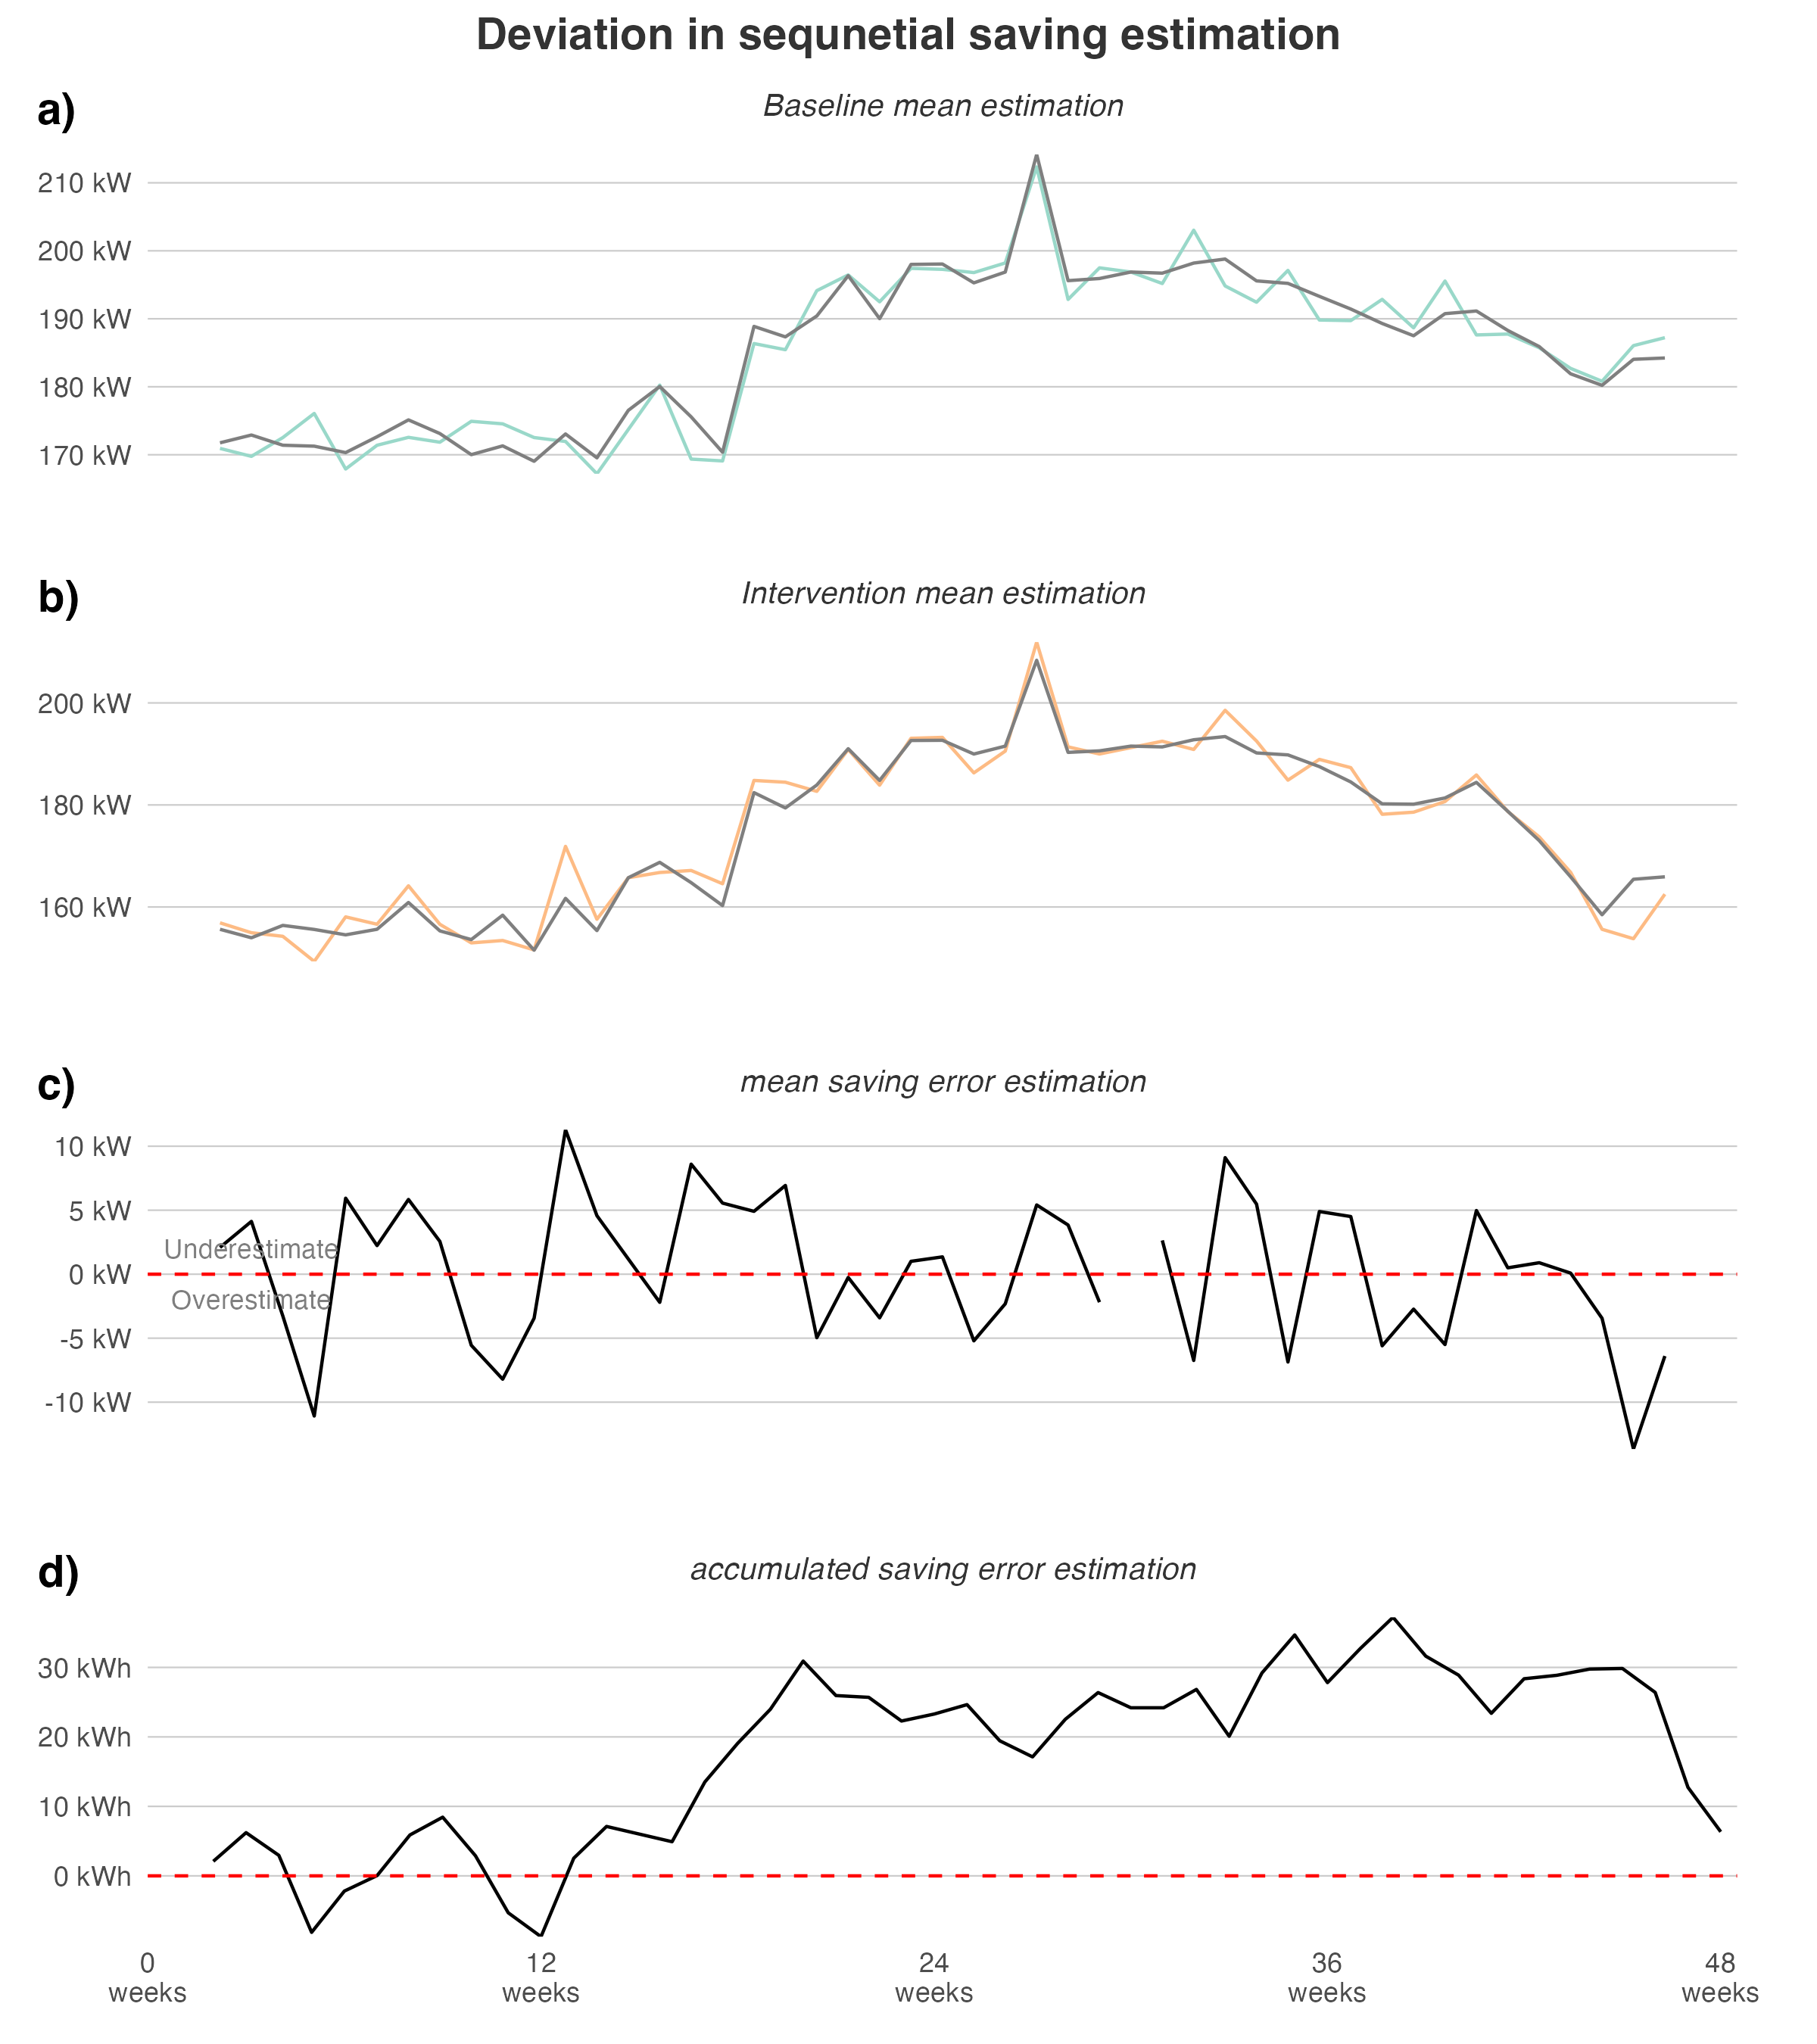 Deviation in sequnetial saving estimation
a)
Baseline mean estimation
210 kW
200 kW
190 kW
180 kW
170 kW
b)
Intervention mean estimation
200 kW
180 kW
160 kW
c)
mean saving error estimation
10 kW
5 kW
Underestimate
0 kW
Overestimate
-5 kW
-10 kW
d)
accumulated saving error estimation
30 kWh
20 kWh
10 kWh
0 kWh
0 12 24 36 48
weeks weeks weeks weeks weeks